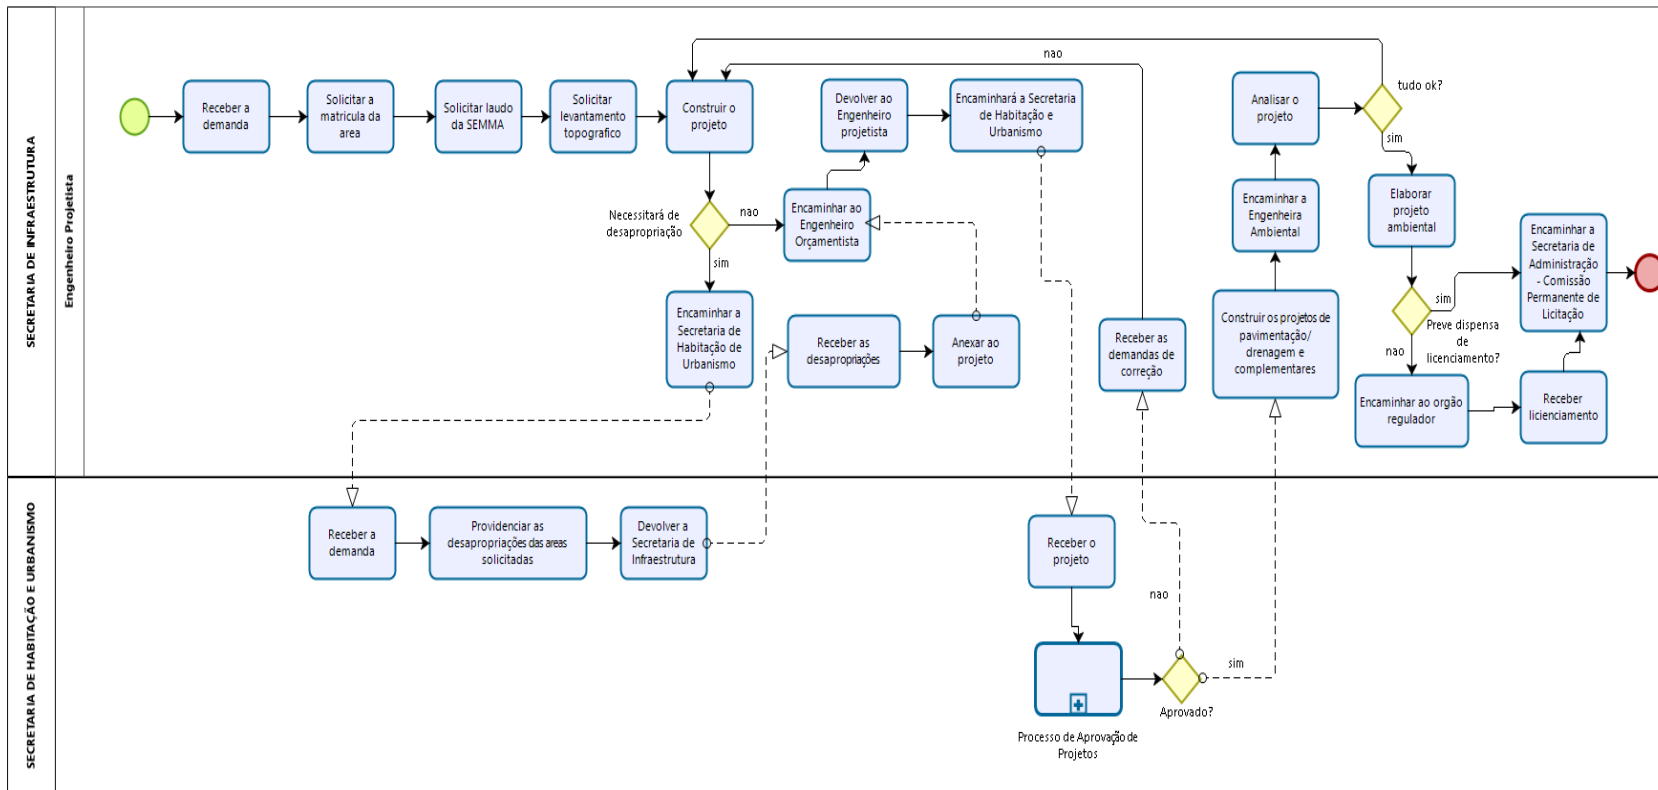 SECRETARIA DE INFRAESTRUTURA
Engenheiro Projetista
Receber a
demanda
Solicitar a
matricula da
area
Solicitar laudo
da SEMMA
Solicitar
levantamento
topografico
Construir o
projeto
Necessitará de
desapropriação
nao
sim
Encaminhar ao
Engenheiro
Orçamentista
Devolver ao
Engenheiro
projetista
Encaminhará a Secretaria
de Habitação e
Urbanismo
Encaminhar a
Secretaria de
Habitação de
Urbanismo
Receber as
desapropriações
Anexar ao
projeto
nao
Receber as
demandas de
correção
Construir os projetos de
pavimentação/
drenagem e
complementares
Encaminhar a
Engenheira
Ambiental
Analisar o
projeto
tudo ok?
sim
Elaborar
projeto
ambiental
sim
Preve dispensa
de
licenciamento?
nao
Encaminhar ao orgão
regulador
Receber
licienciamento
Encaminhar a
Secretaria de
Administração
- Comissão
Permanente de
Licitação
SECRETARIA DE HABITAÇÃO E URBANISMO
Receber a
demanda
Providenciar as
desapropriações das areas
solicitadas
Devolver a
Secretaria de
Infraestrutura
Receber o
projeto
Processo de Aprovação de
Projetos
Aprovado?
nao
sim